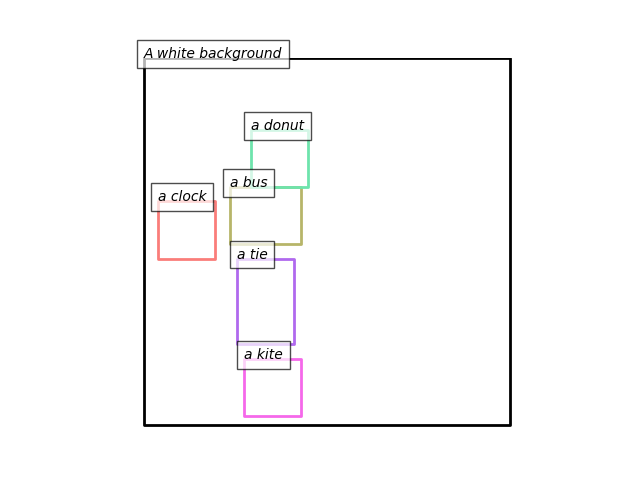 A white background
a donut
a bus
a clock
a tie
a kite